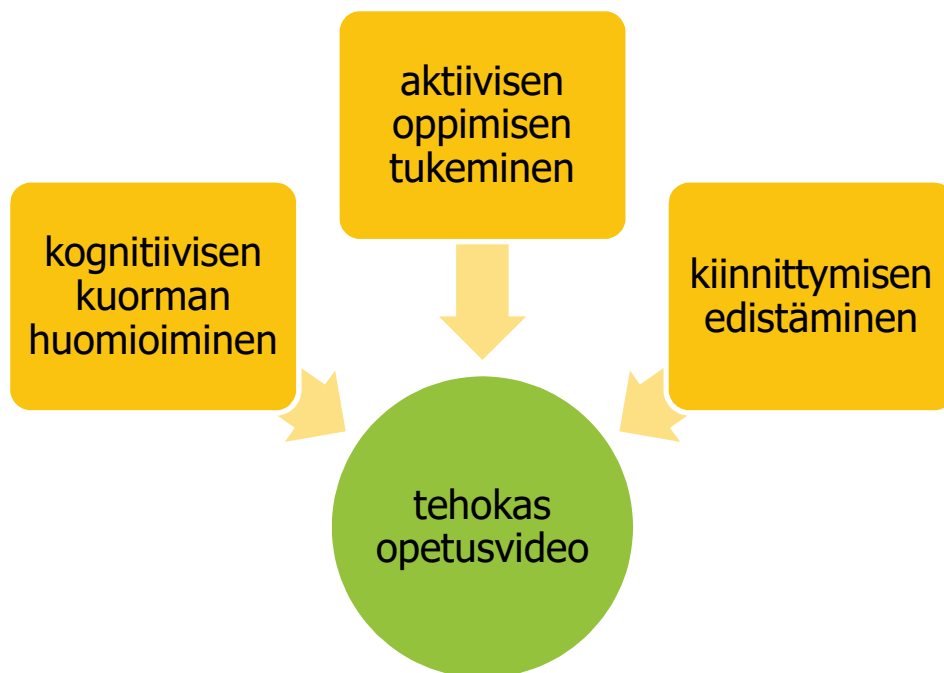 aktiivisen
oppimisen
tukeminen
kognitiivisen
kuorman
huomioiminen
kiinnittymisen
edistäminen
tehokas
opetusvideo